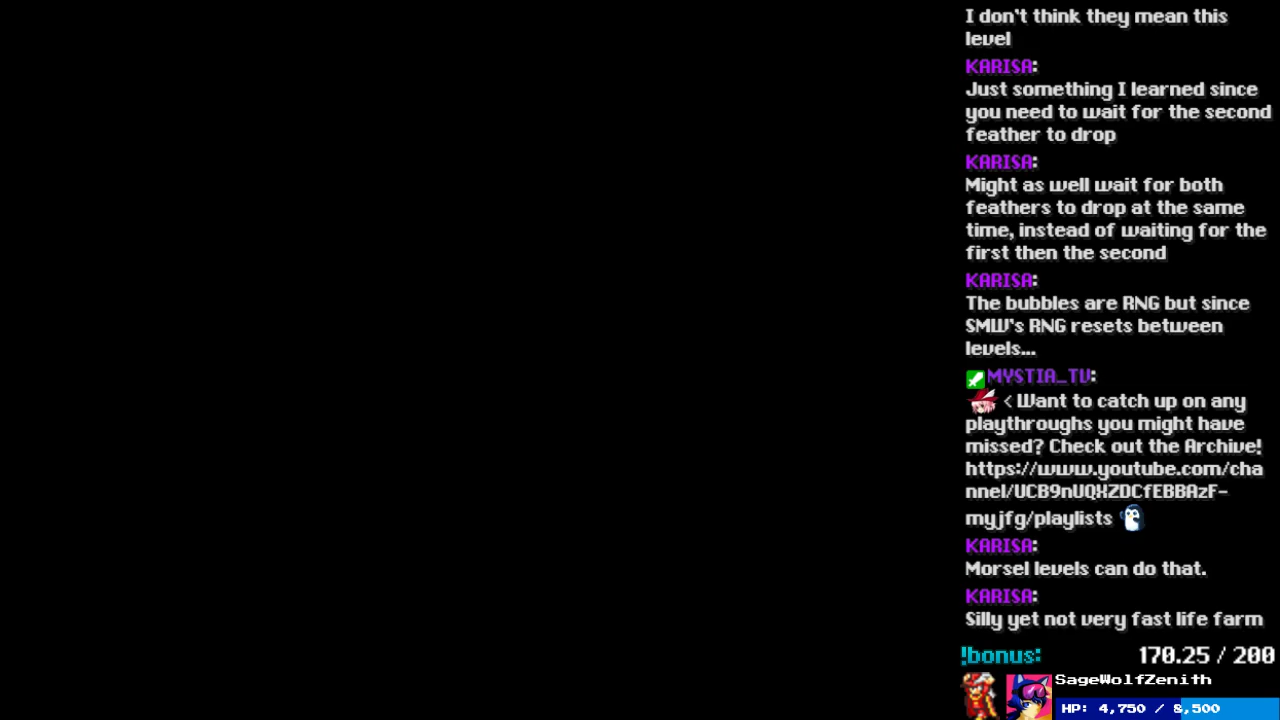 I don't think they mean this
level
KARISA:
Just something I learned since
you need to wait for the second
feather to drop
KARISA:
Might as well wait for both
feathers to drop at the same
time, instead of waiting for the
first then the second
KARISA:
The bubbles are RNG but since
SMW's RNG resets between
levels...
MYSTIA_TV:
< Want to catch up on any
playthroughs you might have
missed? Check out the Archive!
https://www.youtube.com/cha
nnel/UCB9nUQXZDCfEBBAzF-
myjfg/playlists
KARISA:
Morsel levels can do that.
KARISA:
Silly yet not very fast life farm
!bonus: 170.25 / 200
SageWolfZenith
HP: 4,750 / 8,500